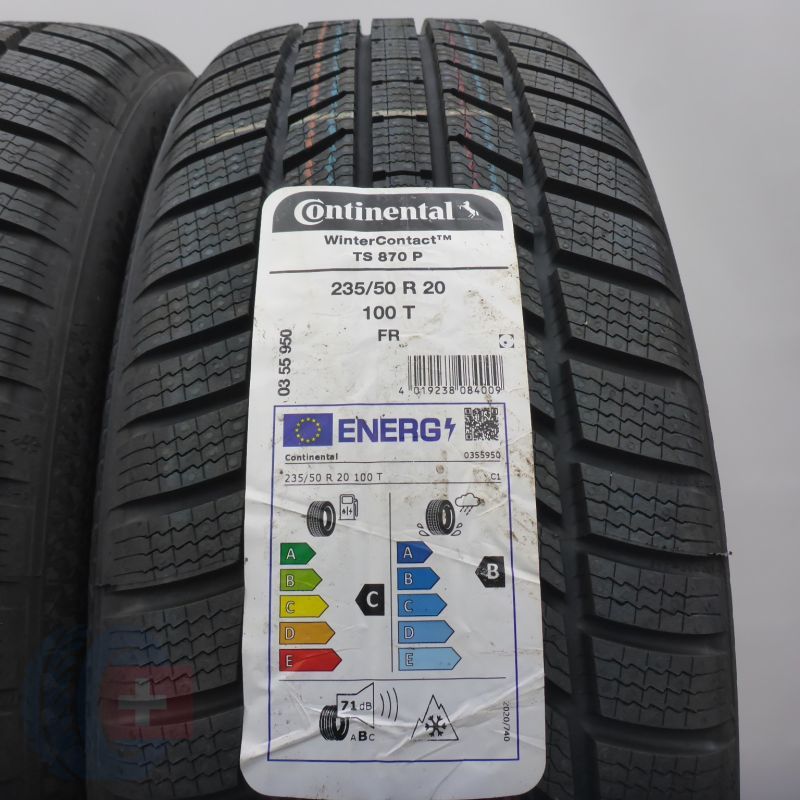 Continental
WinterContact™
TS 870 P
235/50 R 20
100 T
FR
03 55 950
4 019238 084009
ENERG
Continental 0355950
235/50 R 20 100 T C1
A A
B B B
C C C
D D
E E
71 dB
ABC
2020/740